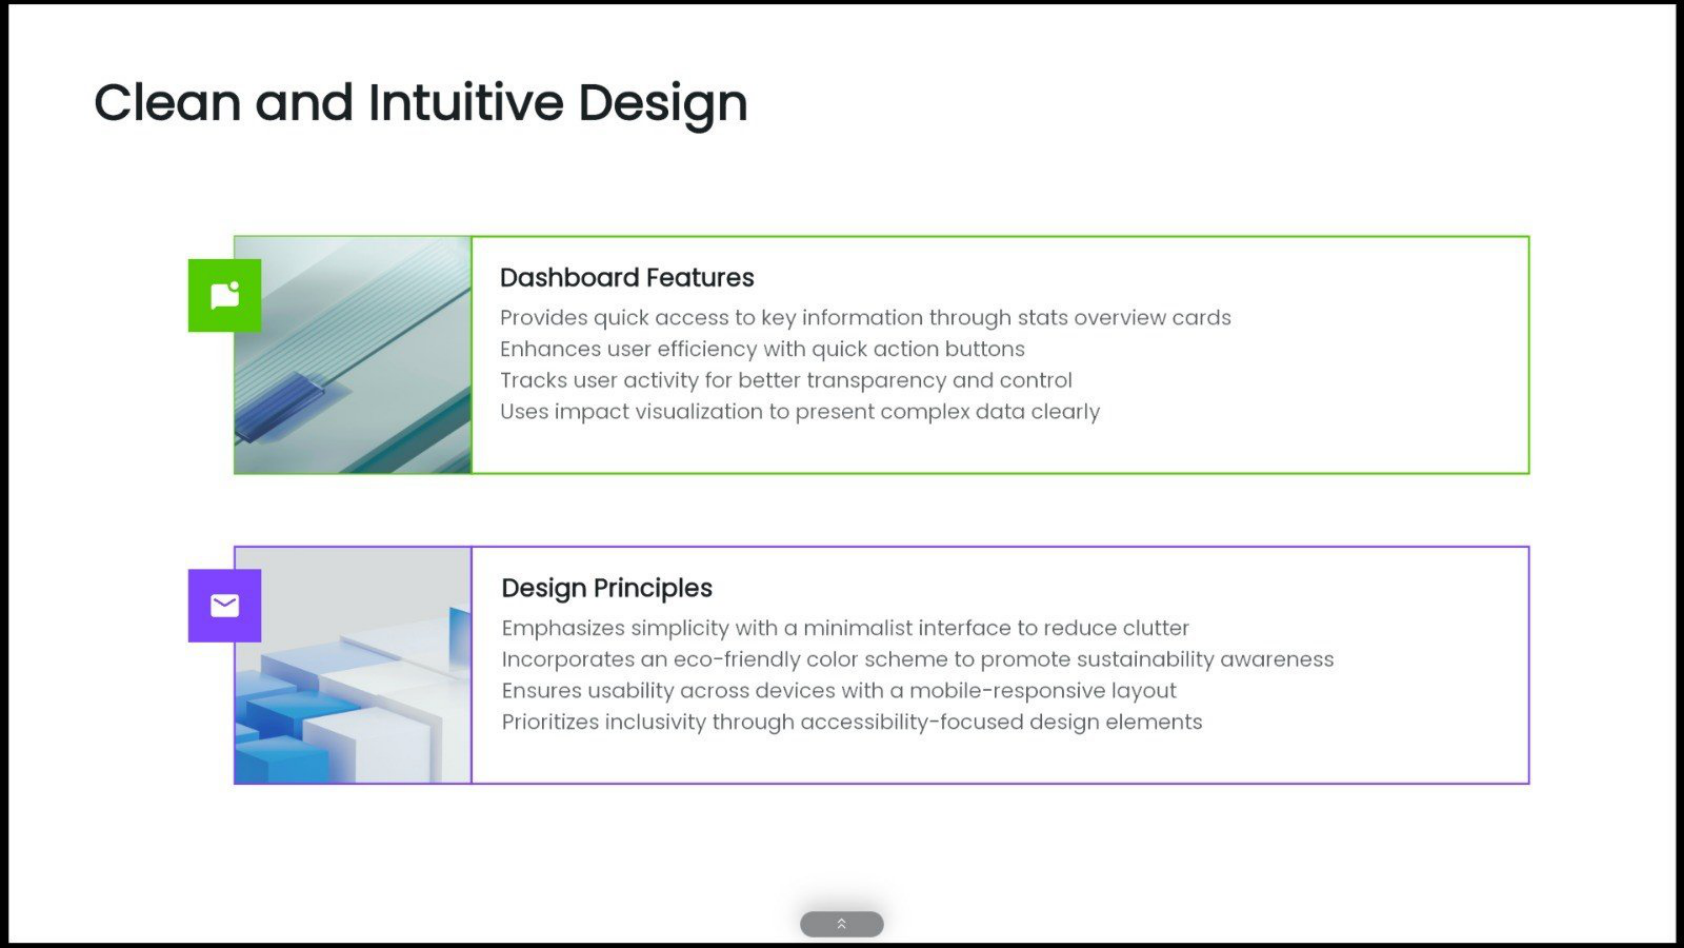 Clean and Intuitive Design
Dashboard Features
Provides quick access to key information through stats overview cards
Enhances user efficiency with quick action buttons
Tracks user activity for better transparency and control
Uses impact visualization to present complex data clearly
Design Principles
Emphasizes simplicity with a minimalist interface to reduce clutter
Incorporates an eco-friendly color scheme to promote sustainability awareness
Ensures usability across devices with a mobile-responsive layout
Prioritizes inclusivity through accessibility-focused design elements